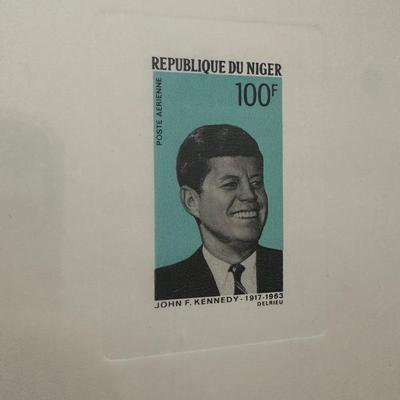 REPUBLIQUE DU NIGER
100F
POSTE AERIENNE
JOHN F. KENNEDY - 1917-1963
DELRIEU